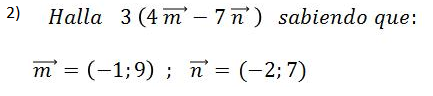 2) Halla 3 (4 m⃗ − 7 n⃗ ) sabiendo que:
m⃗ = (−1; 9) ; n⃗ = (−2; 7)